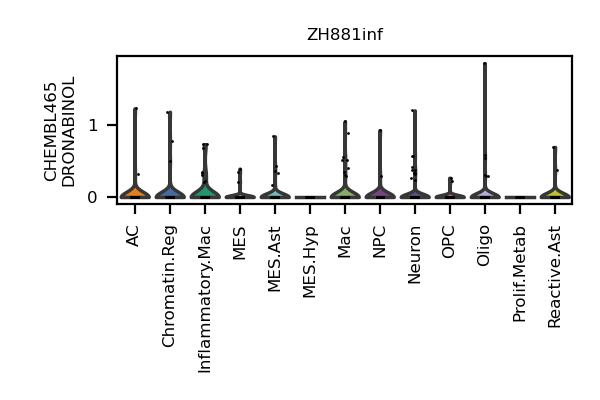 ZH881inf
CHEMBL465
DRONABINOL
1
0
AC
Chromatin.Reg
Inflammatory.Mac
MES
MES.Ast
MES.Hyp
Mac
NPC
Neuron
OPC
Oligo
Prolif.Metab
Reactive.Ast